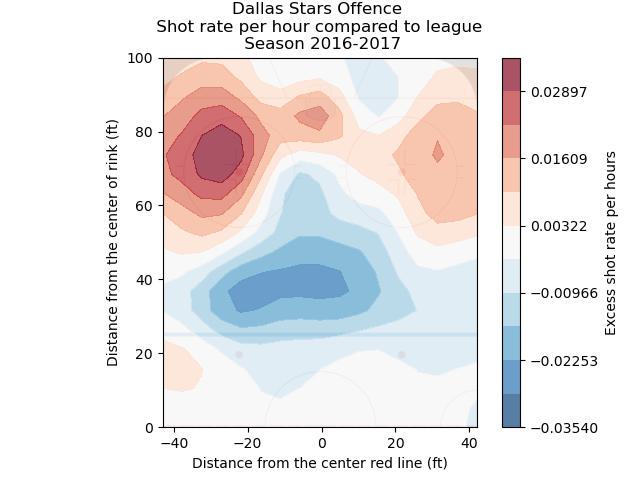 Dallas Stars Offence
Shot rate per hour compared to league
Season 2016-2017
100
80
60
40
20
0
Distance from the center of rink (ft)
−40
−20
0
20
40
Distance from the center red line (ft)
0.02897
0.01609
0.00322
−0.00966
−0.02253
−0.03540
Excess shot rate per hours